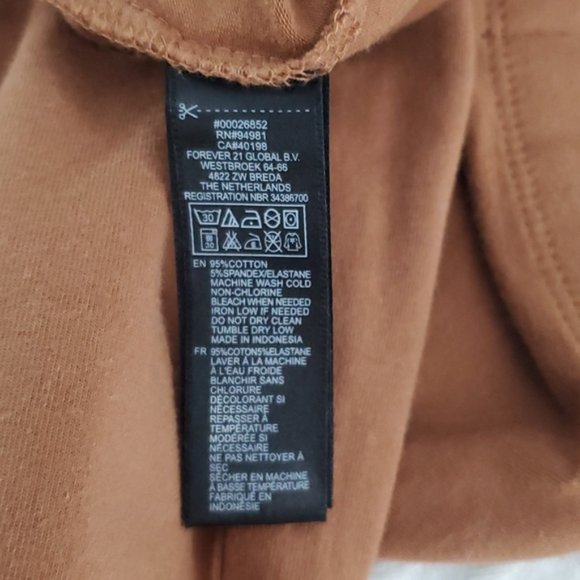 #00026852
RN#94981
CA#40198
FOREVER 21 GLOBAL B.V.
WESTBROEK 64-66
4822 ZW BREDA
THE NETHERLANDS
REGISTRATION NBR 34386700
30
30
EN 95%COTTON
5%SPANDEX/ELASTANE
MACHINE WASH COLD
NON-CHLORINE
BLEACH WHEN NEEDED
IRON LOW IF NEEDED
DO NOT DRY CLEAN
TUMBLE DRY LOW
MADE IN INDONESIA
FR 95%COTON5%ELASTANE
LAVER À LA MACHINE
À L'EAU FROIDE
BLANCHIR SANS
CHLORURE
DÉCOLORANT SI
NÉCESSAIRE
REPASSER À
TEMPÉRATURE
MODÉRÉE SI
NÉCESSAIRE
NE PAS NETTOYER À
SEC
SÉCHER EN MACHINE
À BASSE TEMPÉRATURE
FABRIQUÉ EN
INDONÉSIE